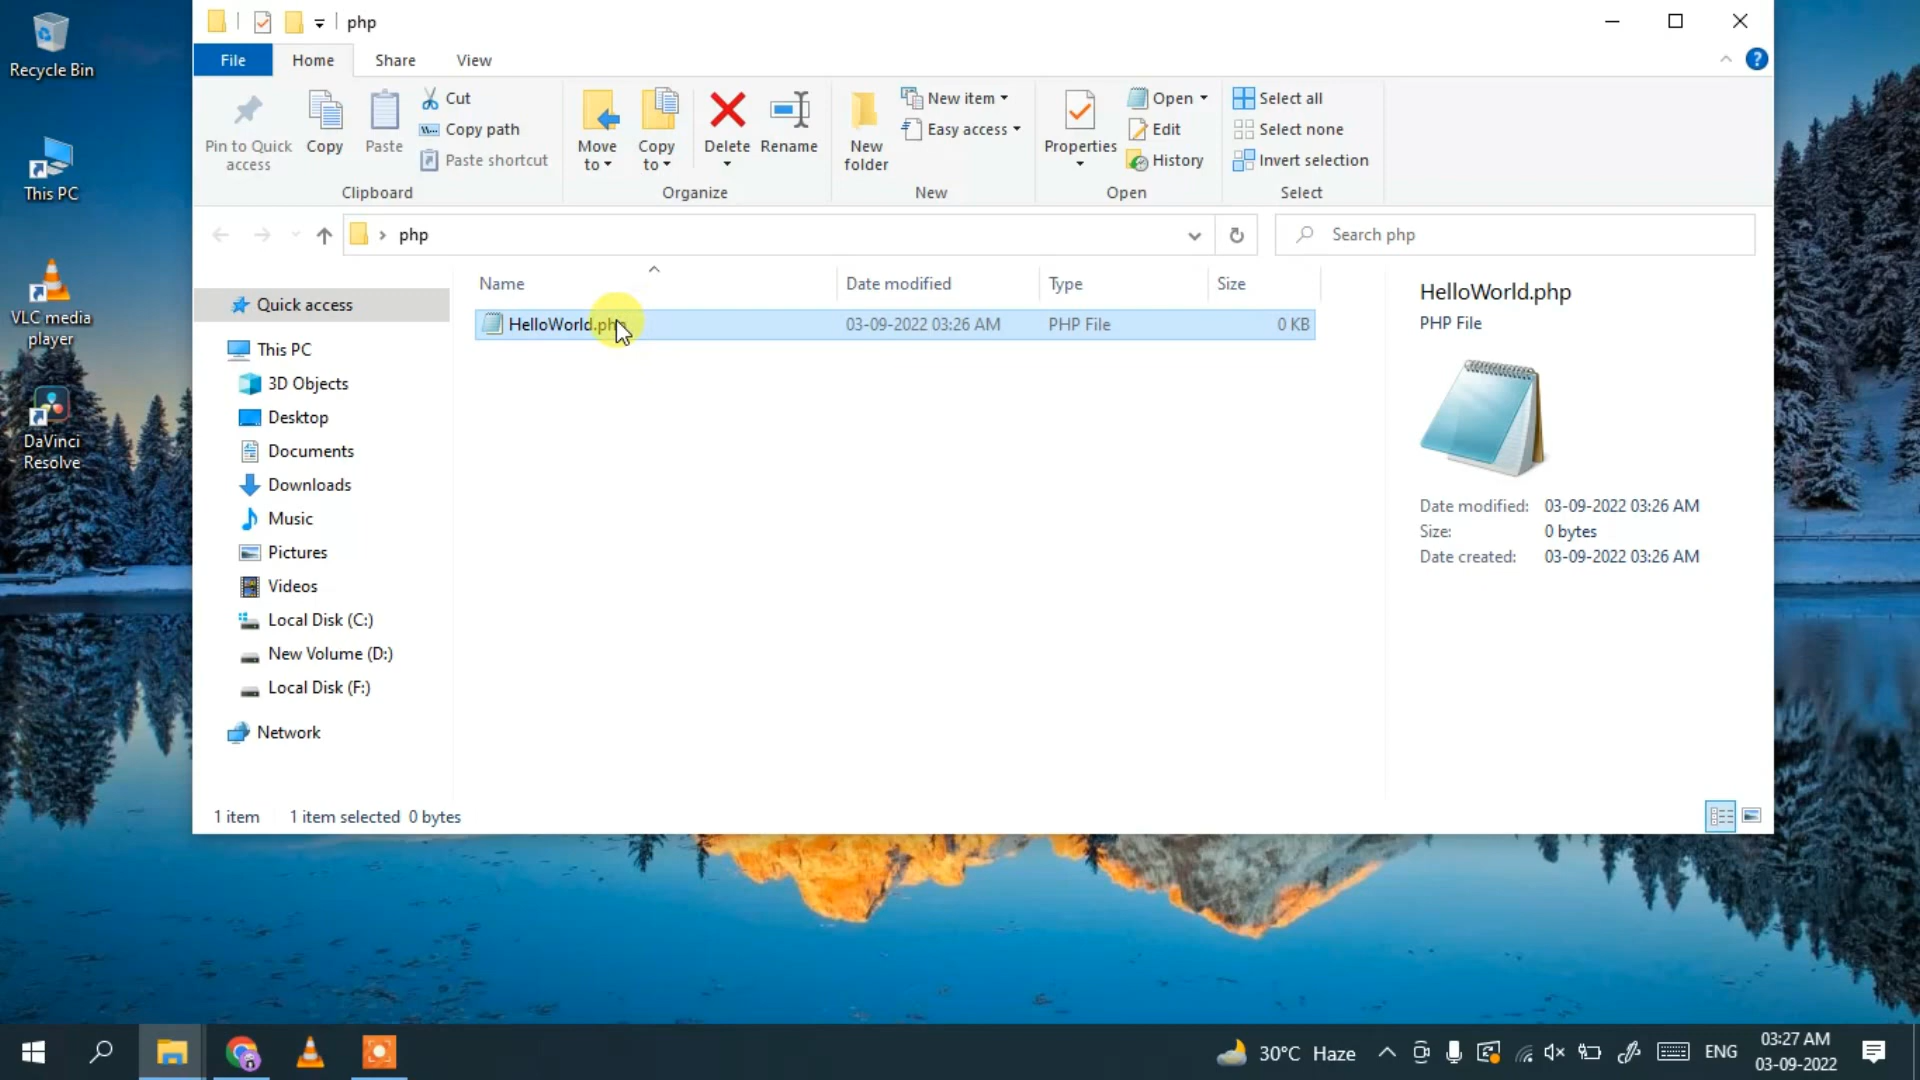 Recycle Bin
This PC
VLC media
player
DaVinci
Resolve
php
File Home Share View
Pin to Quick
access
Copy
Paste
Cut
Copy path
Paste shortcut
Clipboard
Move
to
Copy
to
Delete
Rename
Organize
New
folder
New item
Easy access
New
Properties
Open
Edit
History
Open
Select all
Select none
Invert selection
Select
php
Search php
Quick access
This PC
3D Objects
Desktop
Documents
Downloads
Music
Pictures
Videos
Local Disk (C:)
New Volume (D:)
Local Disk (F:)
Network
Name Date modified Type Size
HelloWorld.php 03-09-2022 03:26 AM PHP File 0 KB
HelloWorld.php
PHP File
Date modified: 03-09-2022 03:26 AM
Size: 0 bytes
Date created: 03-09-2022 03:26 AM
1 item 1 item selected 0 bytes
30°C Haze
ENG
03:27 AM
03-09-2022